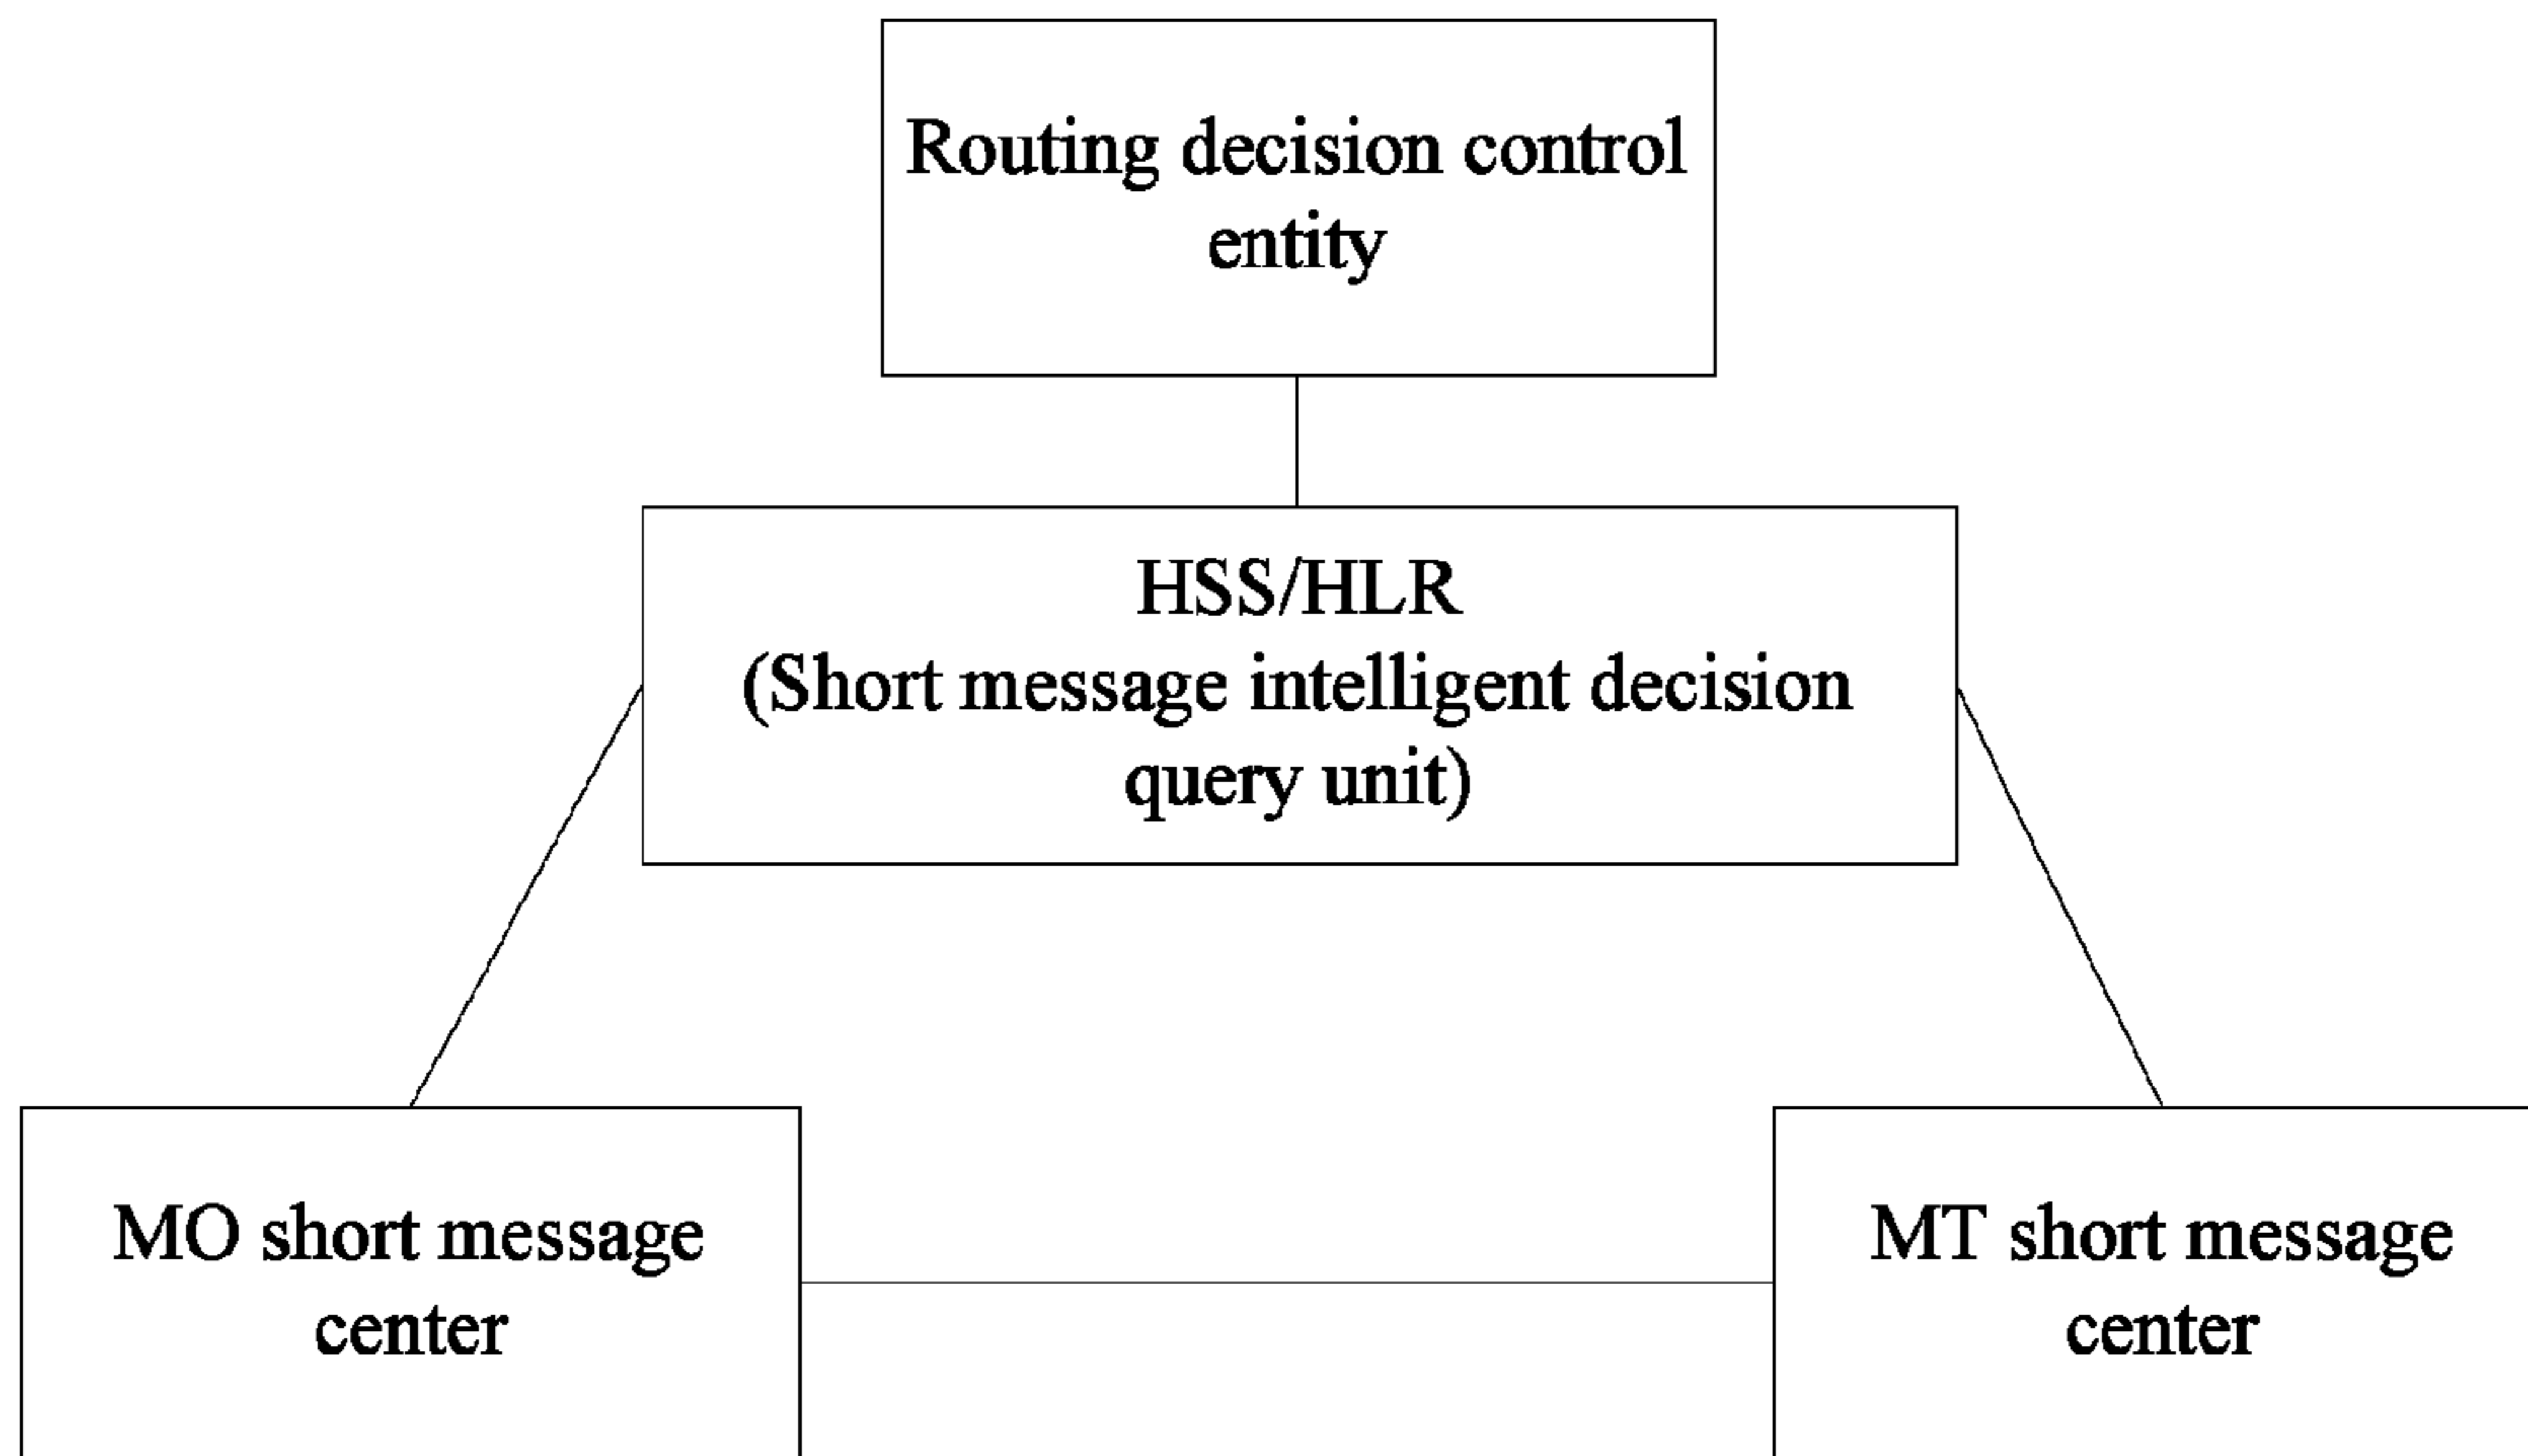 Routing decision control
entity
HSS/HLR
(Short message intelligent decision
query unit)
MO short message
center
MT short message
center